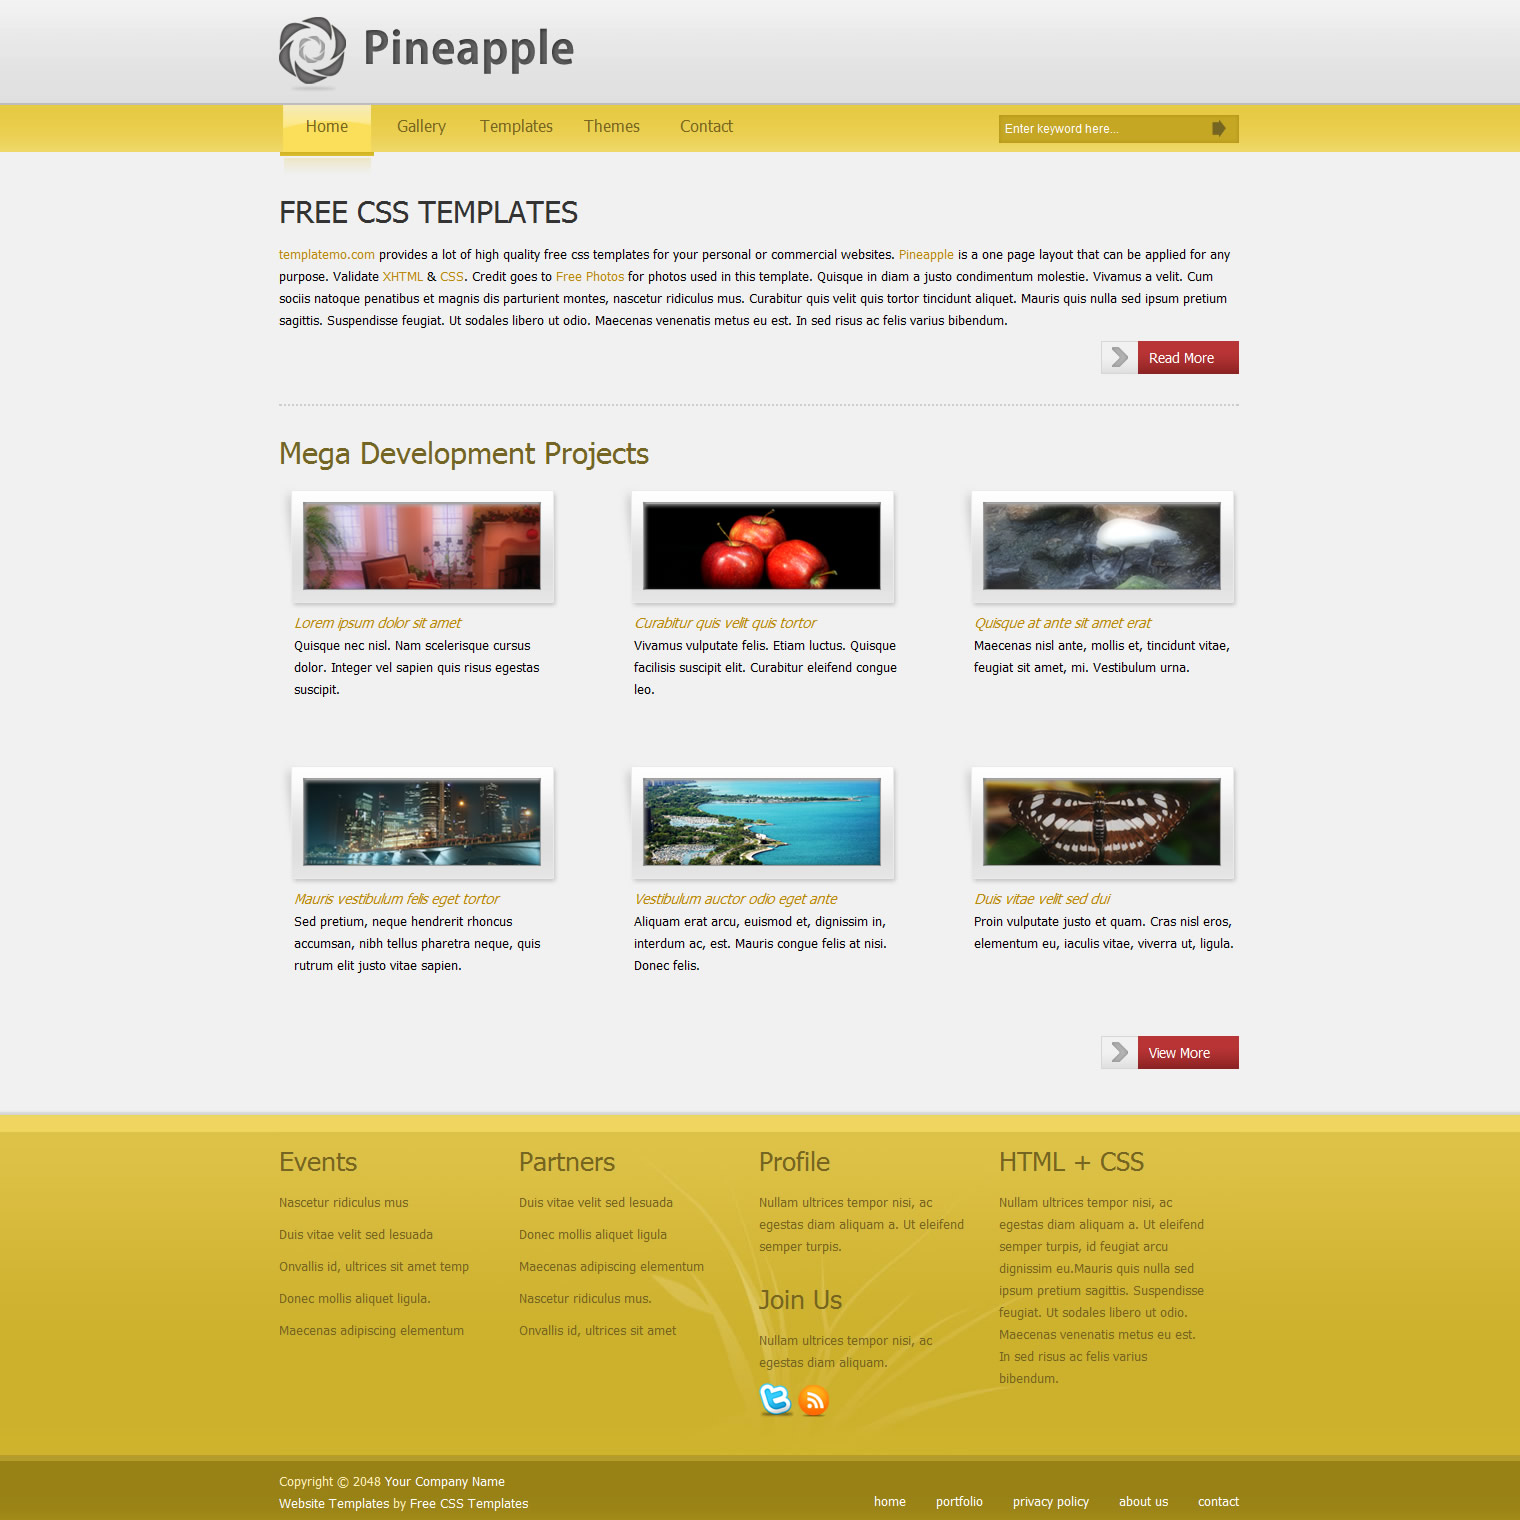 Pineapple
Home Gallery Templates Themes Contact
Enter keyword here...
FREE CSS TEMPLATES
templatemo.com provides a lot of high quality free css templates for your personal or commercial websites. Pineapple is a one page layout that can be applied for any
purpose. Validate XHTML & CSS. Credit goes to Free Photos for photos used in this template. Quisque in diam a justo condimentum molestie. Vivamus a velit. Cum
sociis natoque penatibus et magnis dis parturient montes, nascetur ridiculus mus. Curabitur quis velit quis tortor tincidunt aliquet. Mauris quis nulla sed ipsum pretium
sagittis. Suspendisse feugiat. Ut sodales libero ut odio. Maecenas venenatis metus eu est. In sed risus ac felis varius bibendum.
Read More
Mega Development Projects
Lorem ipsum dolor sit amet
Quisque nec nisl. Nam scelerisque cursus
dolor. Integer vel sapien quis risus egestas
suscipit.
Curabitur quis velit quis tortor
Vivamus vulputate felis. Etiam luctus. Quisque
facilisis suscipit elit. Curabitur eleifend congue
leo.
Quisque at ante sit amet erat
Maecenas nisl ante, mollis et, tincidunt vitae,
feugiat sit amet, mi. Vestibulum urna.
Mauris vestibulum felis eget tortor
Sed pretium, neque hendrerit rhoncus
accumsan, nibh tellus pharetra neque, quis
rutrum elit justo vitae sapien.
Vestibulum auctor odio eget ante
Aliquam erat arcu, euismod et, dignissim in,
interdum ac, est. Mauris congue felis at nisi.
Donec felis.
Duis vitae velit sed dui
Proin vulputate justo et quam. Cras nisl eros,
elementum eu, iaculis vitae, viverra ut, ligula.
View More
Events
Nascetur ridiculus mus
Duis vitae velit sed lesuada
Onvallis id, ultrices sit amet temp
Donec mollis aliquet ligula.
Maecenas adipiscing elementum
Partners
Duis vitae velit sed lesuada
Donec mollis aliquet ligula
Maecenas adipiscing elementum
Nascetur ridiculus mus.
Onvallis id, ultrices sit amet
Profile
Nullam ultrices tempor nisi, ac
egestas diam aliquam a. Ut eleifend
semper turpis.
Join Us
Nullam ultrices tempor nisi, ac
egestas diam aliquam.
HTML + CSS
Nullam ultrices tempor nisi, ac
egestas diam aliquam a. Ut eleifend
semper turpis, id feugiat arcu
dignissim eu.Mauris quis nulla sed
ipsum pretium sagittis. Suspendisse
feugiat. Ut sodales libero ut odio.
Maecenas venenatis metus eu est.
In sed risus ac felis varius
bibendum.
Copyright © 2048 Your Company Name
Website Templates by Free CSS Templates
home portfolio privacy policy about us contact